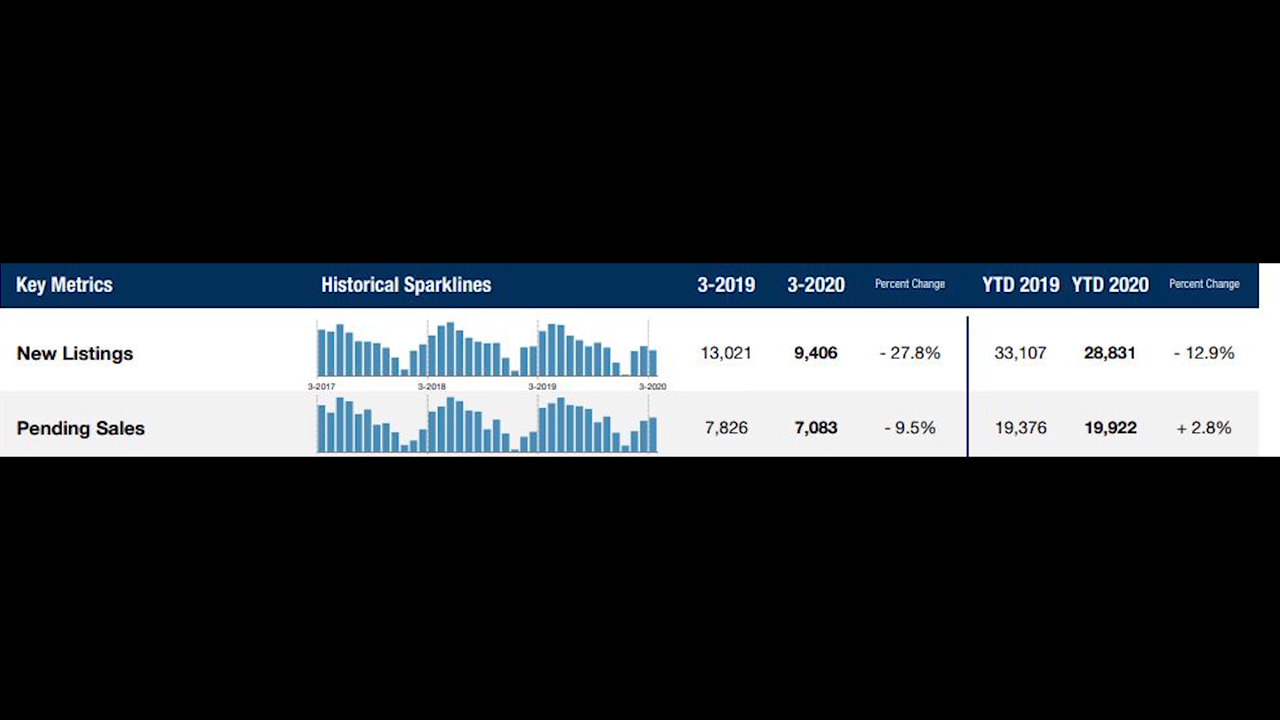 Key Metrics Historical Sparklines 3-2019 3-2020 Percent Change YTD 2019 YTD 2020 Percent Change
New Listings 13,021 9,406 - 27.8% 33,107 28,831 - 12.9%
3-2017 3-2018 3-2019 3-2020
Pending Sales 7,826 7,083 - 9.5% 19,376 19,922 + 2.8%